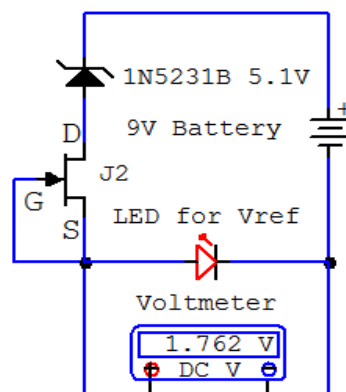 1N5231B 5.1V
+
D
9V Battery
J2
G
S
LED for Vref
Voltmeter
1.762 V
+ DC V -